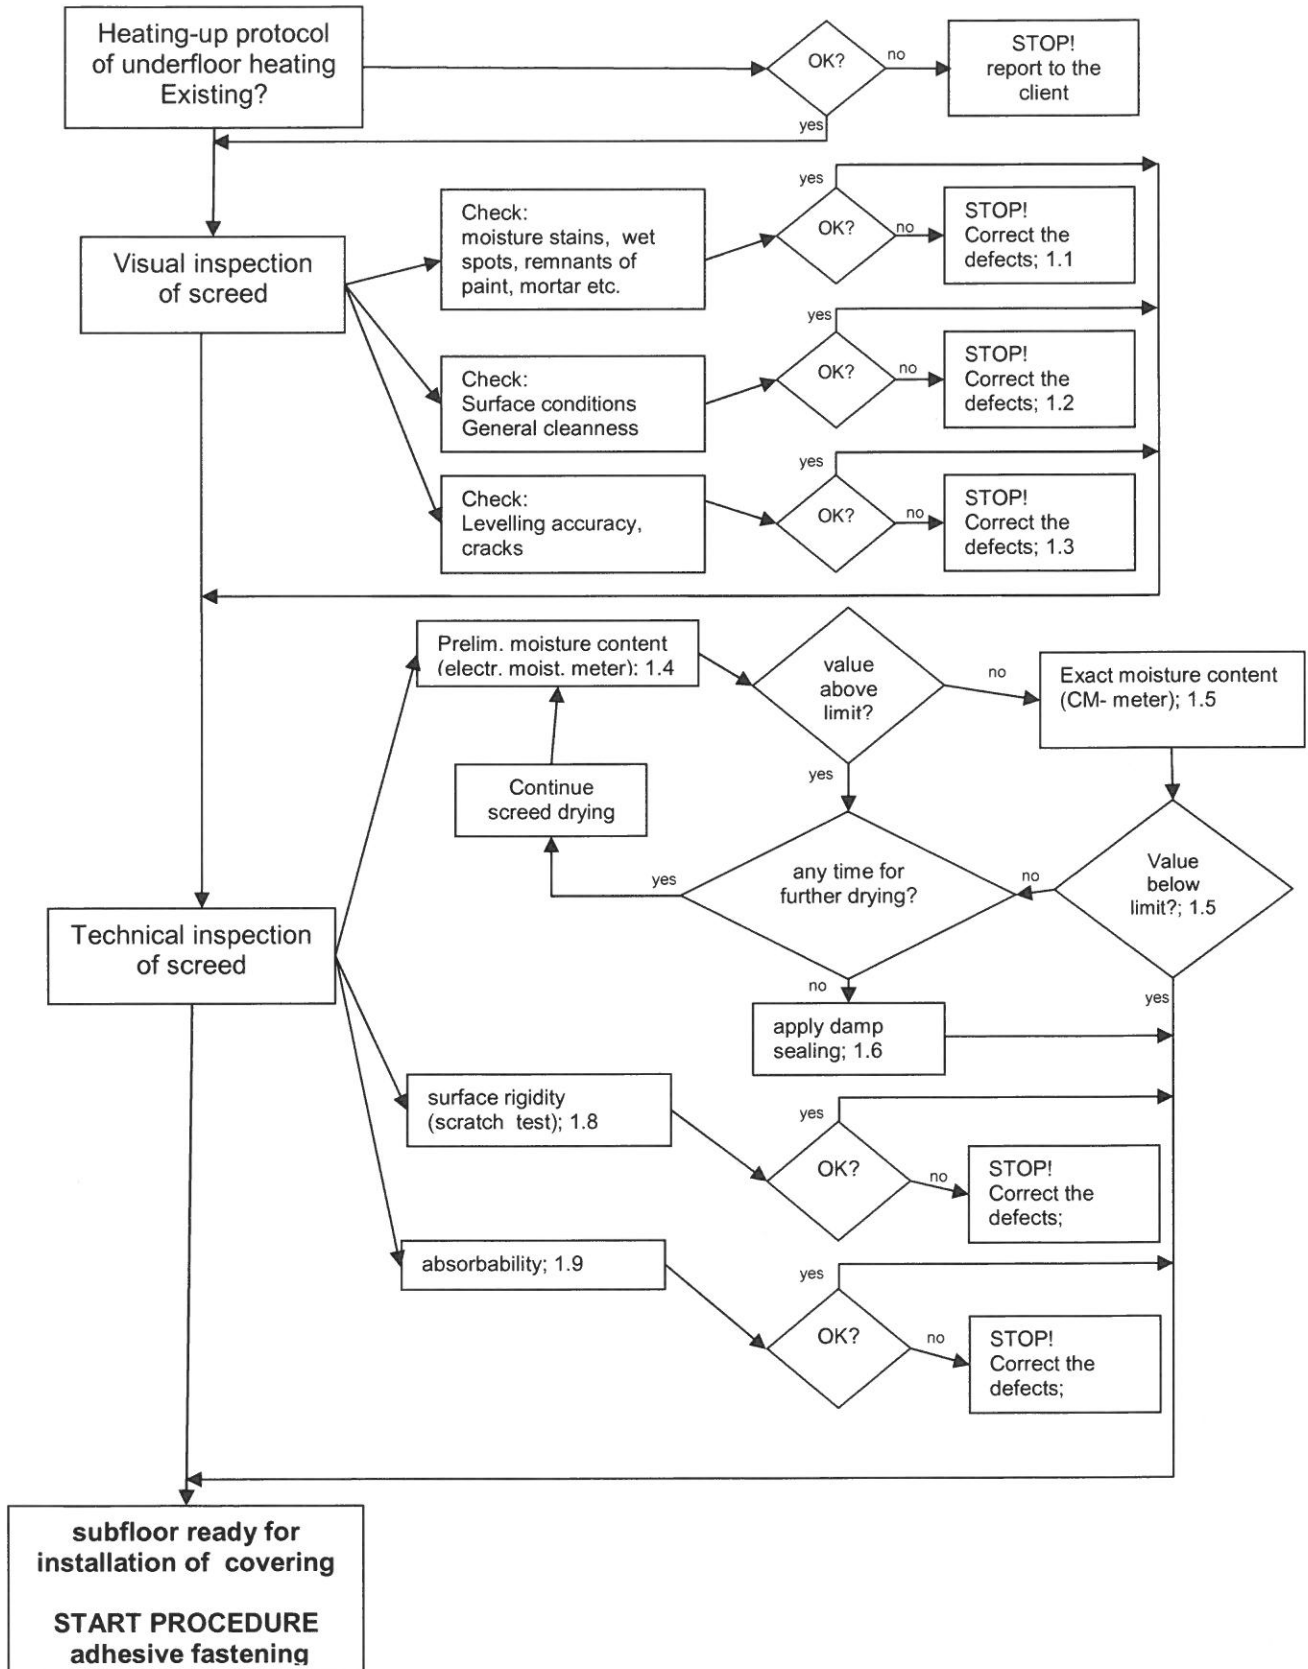 Heating-up protocol
of underfloor heating
Existing?
OK?
no
STOP!
report to the
client
yes
Visual inspection
of screed
Check:
moisture stains, wet
spots, remnants of
paint, mortar etc.
yes
OK?
no
STOP!
Correct the
defects; 1.1
Check:
Surface conditions
General cleanness
yes
OK?
no
STOP!
Correct the
defects; 1.2
Check:
Levelling accuracy,
cracks
yes
OK?
no
STOP!
Correct the
defects; 1.3
Technical inspection
of screed
Prelim. moisture content
(electr. moist. meter): 1.4
value
above
limit?
no
Exact moisture content
(CM- meter); 1.5
yes
Continue
screed drying
yes
any time for
further drying?
no
Value
below
limit?; 1.5
no
yes
apply damp
sealing; 1.6
surface rigidity
(scratch test); 1.8
yes
OK?
no
STOP!
Correct the
defects;
absorbability; 1.9
yes
OK?
no
STOP!
Correct the
defects;
subfloor ready for
installation of covering
START PROCEDURE
adhesive fastening